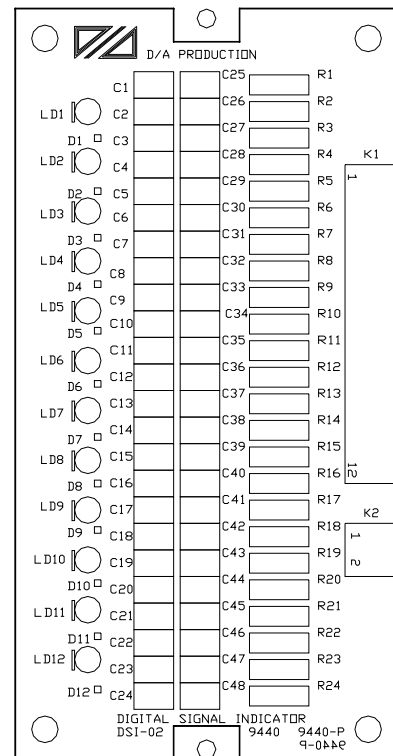 D/A PRODUCTION
C1 C25 R1
LD1 C2 C26 R2
D1 C3 C27 R3
LD2 C4 C28 R4 K1
D2 C5 C29 R5 1
LD3 C6 C30 R6
D3 C7 C31 R7
LD4 C8 C32 R8
D4 C9 C33 R9
LD5 C10 C34 R10
D5 C11 C35 R11
LD6 C12 C36 R12
D6 C13 C37 R13
LD7 C14 C38 R14
D7 C15 C39 R15
LD8 C16 C40 R16 12
D8 C17 C41 R17
LD9 C18 C42 R18 K2
D9 C19 C43 R19 1
LD10 C20 C44 R20 2
D10 C21 C45 R21
LD11 C22 C46 R22
D11 C23 C47 R23
LD12 C24 C48 R24
D12
DIGITAL SIGNAL INDICATOR
DSI-02 9440 9440-P
9440-P